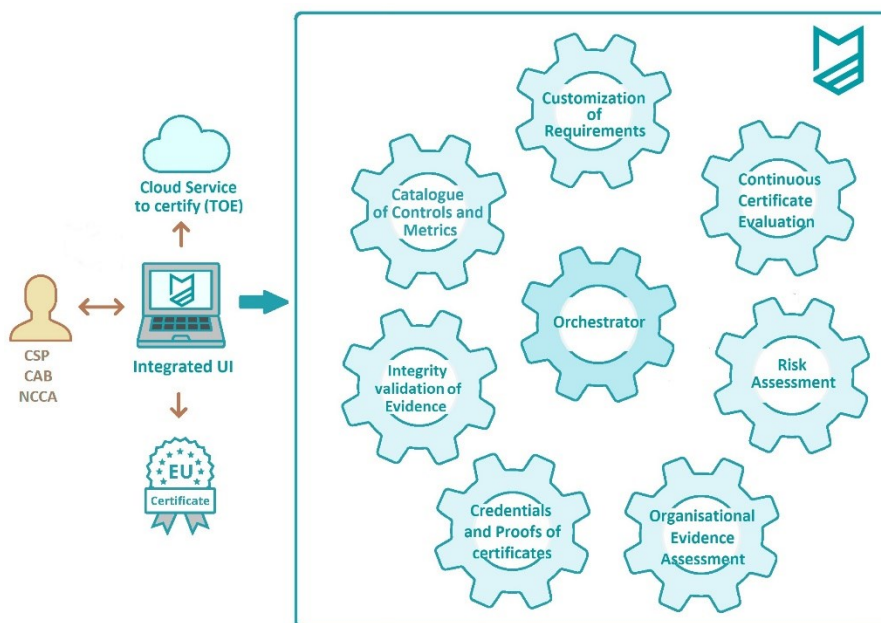 Cloud Service
to certify (TOE)
CSP
CAB
NCCA
Integrated UI
EU
Certificate
Customization
of
Requirements
Catalogue
of Controls and
Metrics
Continuous
Certificate
Evaluation
Orchestrator
Integrity
validation of
Evidence
Risk
Assessment
Credentials
and Proofs of
certificates
Organisational
Evidence
Assessment